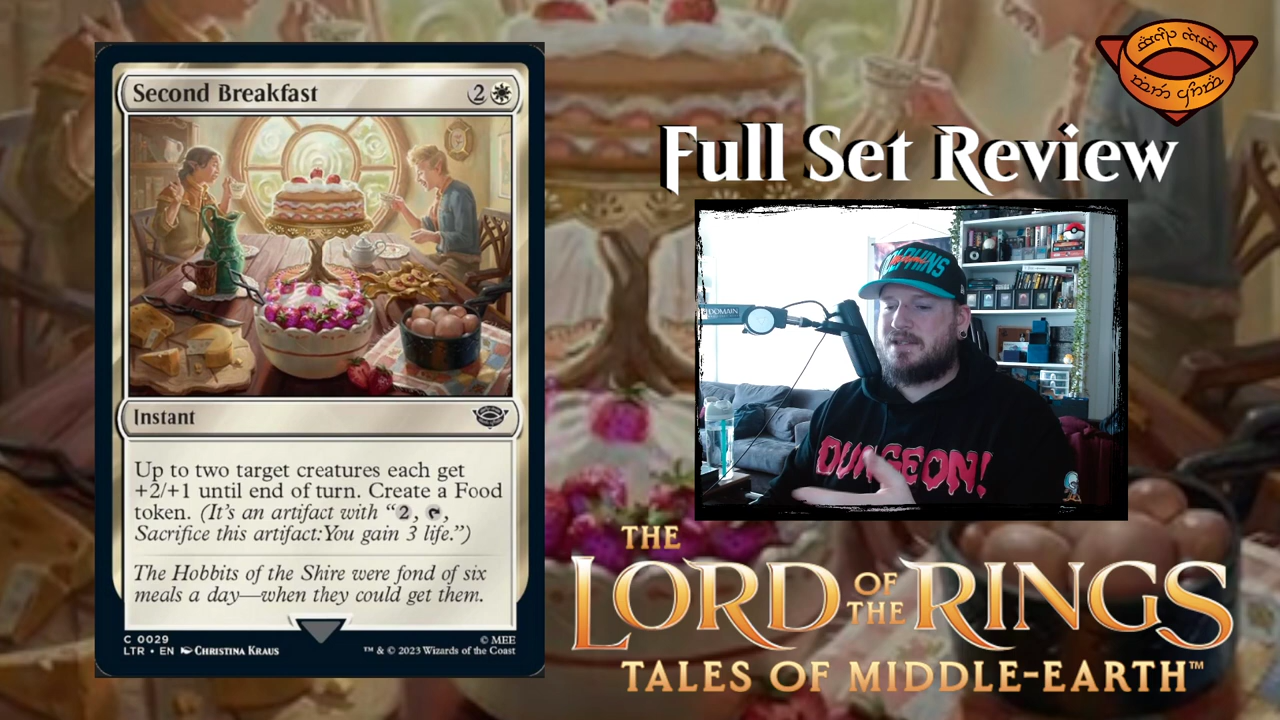 Second Breakfast
2
Instant
Up to two target creatures each get
+2/+1 until end of turn. Create a Food
token. (It's an artifact with “2, ,
Sacrifice this artifact:You gain 3 life.”)
The Hobbits of the Shire were fond of six
meals a day—when they could get them.
C 0029
LTR • EN Christina Kraus
© MEE
™ & © 2023 Wizards of the Coast
Full Set Review
DOLPHINS
DOMAIN
DUNGEON!
THE
LORD OF THE RINGS
TALES OF MIDDLE-EARTH™